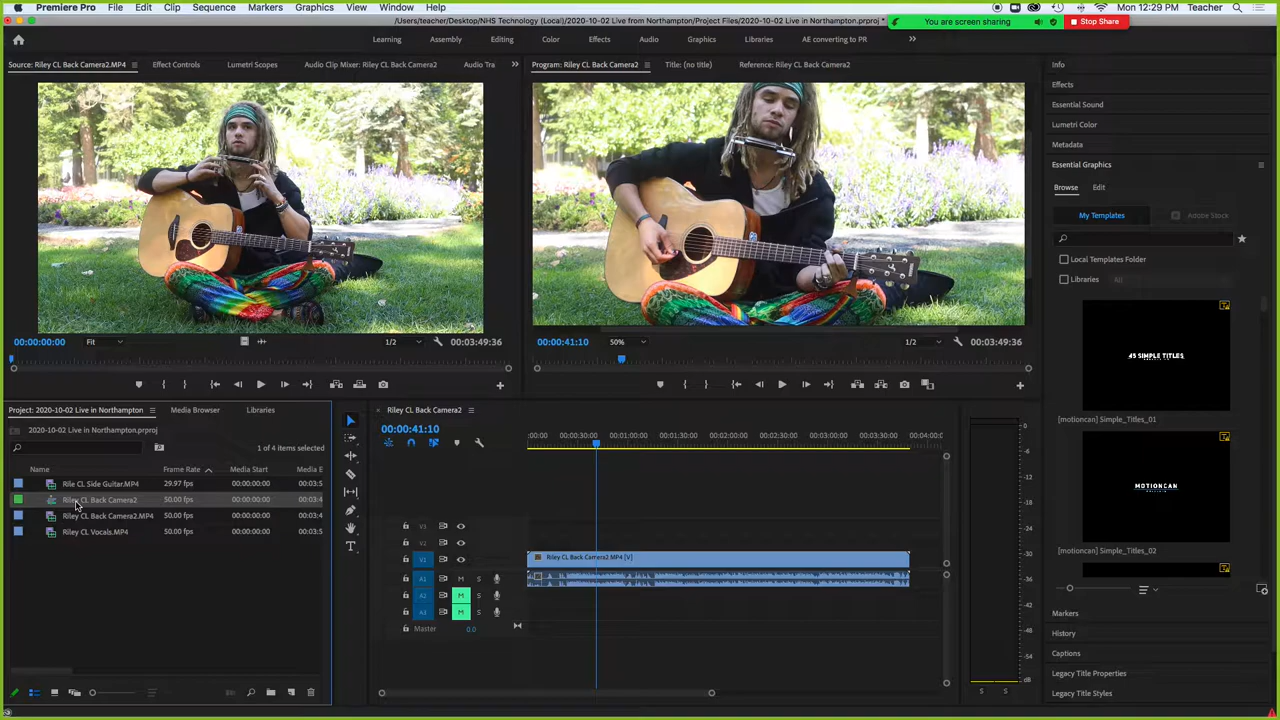 Premiere Pro File Edit Clip Sequence Markers Graphics View Window Help
Mon 12:29 PM Teacher
/Users/teacher/Desktop/NHS Technology (Local)/2020-10-02 Live from Northampton/Project Files/2020-10-02 Live in Northampton.prproj *
You are screen sharing Stop Share
Learning Assembly Editing Color Effects Audio Graphics Libraries AE converting to PR
Source: Riley CL Back Camera2.MP4 Effect Controls Lumetri Scopes Audio Clip Mixer: Riley CL Back Camera2 Audio Tra
Program: Riley CL Back Camera2 Title: (no title) Reference: Riley CL Back Camera2
Info
Effects
Essential Sound
Lumetri Color
Metadata
Essential Graphics
Browse Edit
My Templates Adobe Stock
Local Templates Folder
Libraries All
45 SIMPLE TITLES
[motioncan] Simple_Titles_01
MOTIONCAN
[motioncan] Simple_Titles_02
Markers
History
Captions
Legacy Title Properties
Legacy Title Styles
00:00:00:00 Fit 1/2 00:03:49:36
00:00:41:10 50% 1/2 00:03:49:36
Project: 2020-10-02 Live in Northampton Media Browser Libraries
2020-10-02 Live in Northampton.prproj
1 of 4 items selected
Name Frame Rate Media Start Media E
Rile CL Side Guitar.MP4 29.97 fps 00:00:00:00 00:03:5
Riley CL Back Camera2 50.00 fps 00:00:00:00 00:03:4
Riley CL Back Camera2.MP4 50.00 fps 00:00:00:00 00:03:4
Riley CL Vocals.MP4 50.00 fps 00:00:00:00 00:03:5
Riley CL Back Camera2
00:00:41:10
:00:00 00:00:30:00 00:01:00:00 00:01:30:00 00:02:00:00 00:02:30:00 00:03:00:00 00:03:30:00 00:04:00:0
V3
V2
V1 Riley CL Back Camera2.MP4 [V]
A1 M S
A2 M S
A3 M S
Master 0.0
0
-6
-12
-18
-24
-30
-36
-42
-48
-54
dB
S S